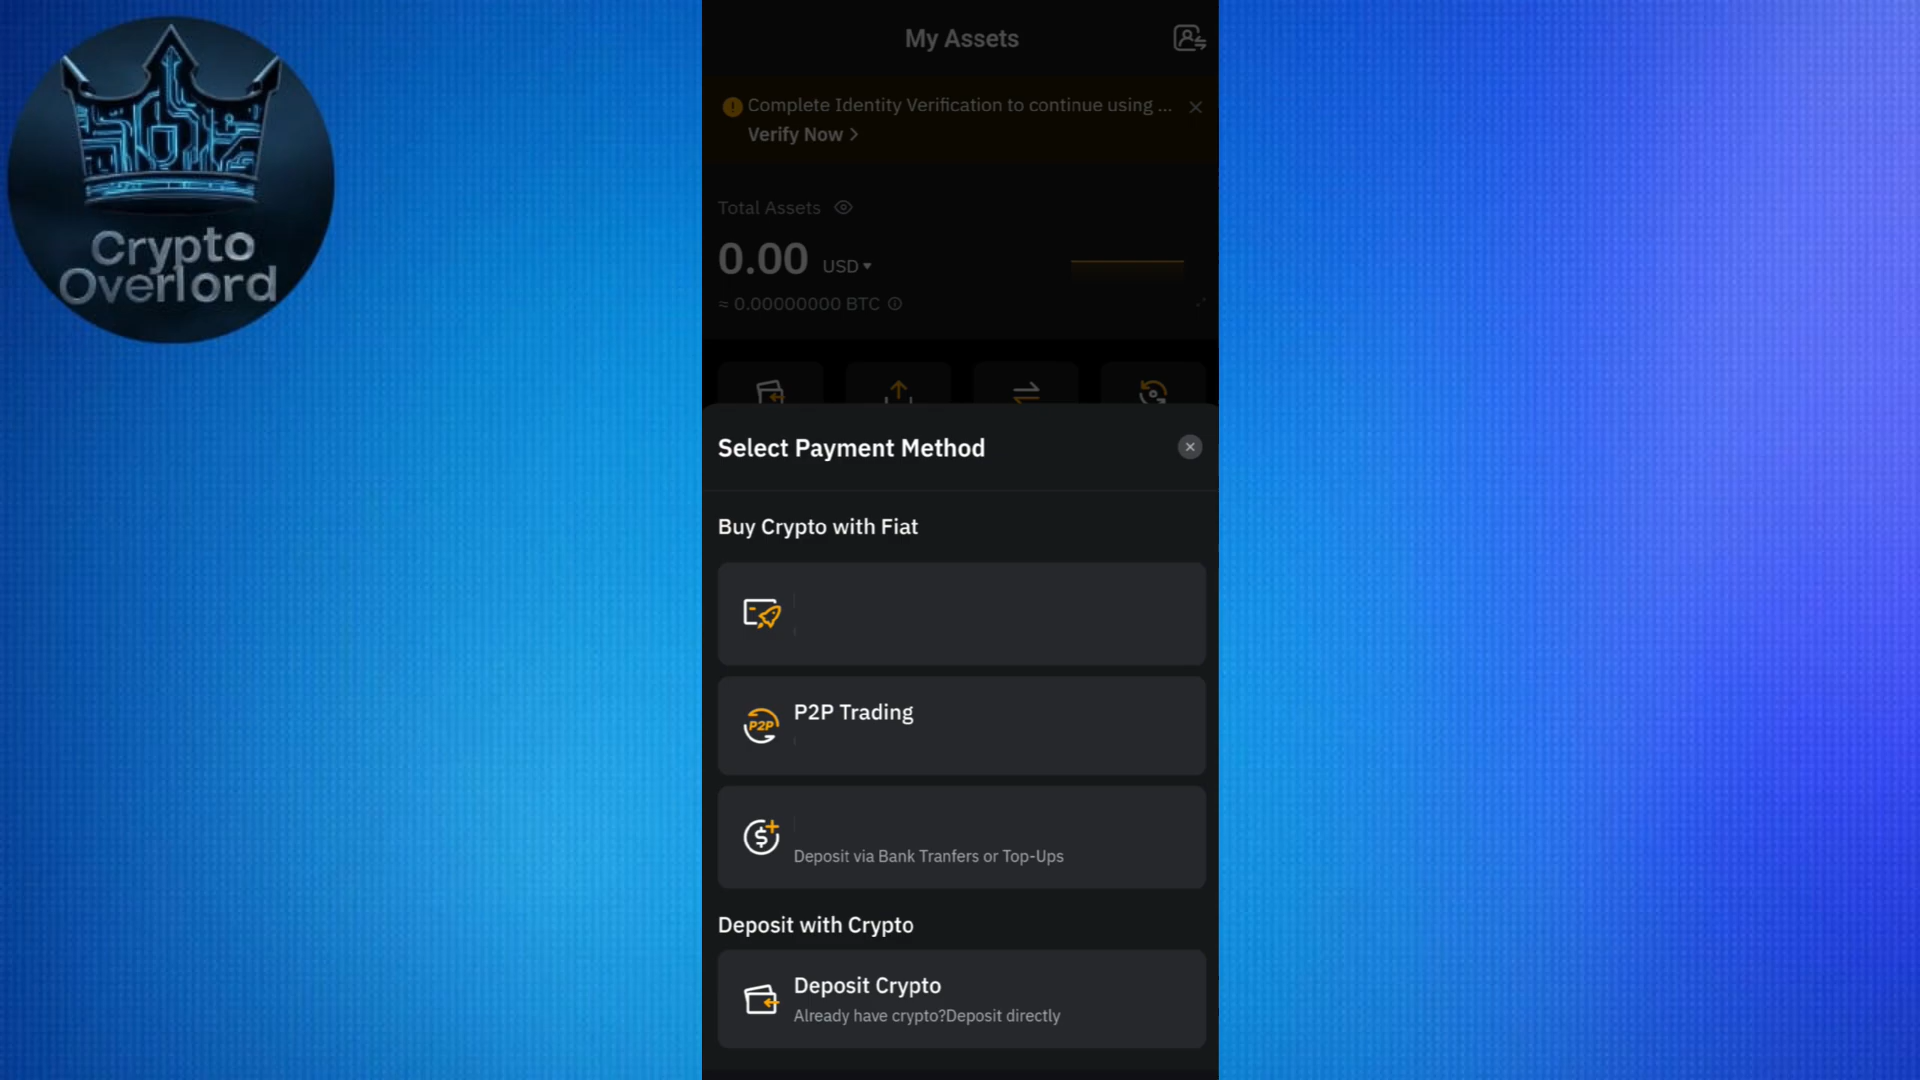 Crypto
Overlord
My Assets
Complete Identity Verification to continue using ...
Verify Now >
Total Assets
0.00 USD
≈ 0.00000000 BTC
Select Payment Method
Buy Crypto with Fiat
P2P
P2P Trading
Deposit via Bank Tranfers or Top-Ups
Deposit with Crypto
Deposit Crypto
Already have crypto?Deposit directly